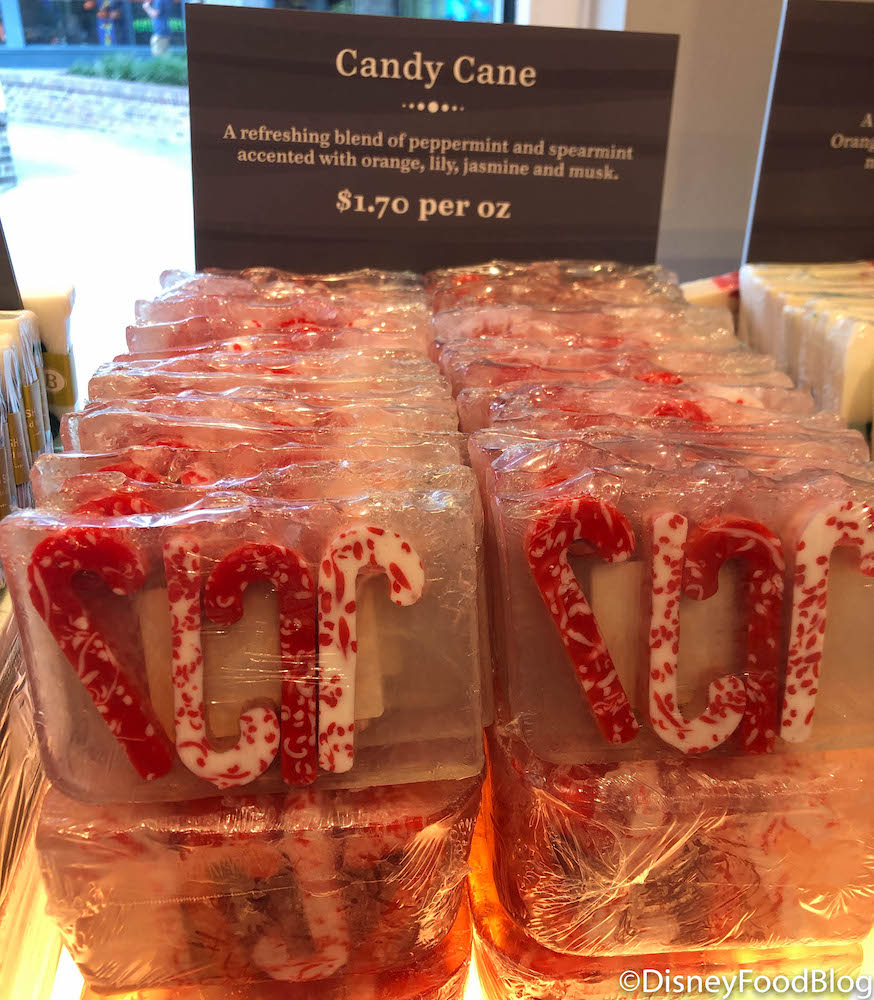 Candy Cane
A refreshing blend of peppermint and spearmint
accented with orange, lily, jasmine and musk.
$1.70 per oz
A
Orang
B
©DisneyFoodBlog